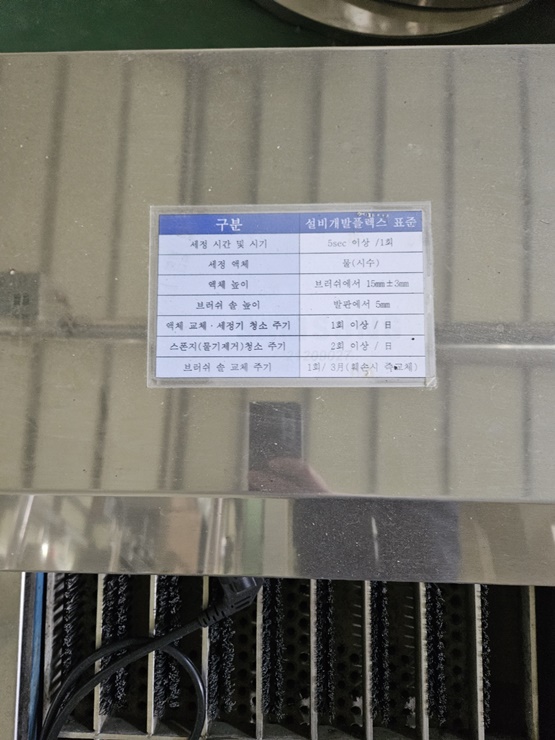 구분 설비개발플렉스 표준
세정 시간 및 시기 5sec 이상 /1회
세정 액체 물(시수)
액체 높이 브러쉬에서 15mm±3mm
브러쉬 솔 높이 발판에서 5mm
액체 교체·세정기 청소 주기 1회 이상 / 日
스폰지(물기제거)청소 주기 2회 이상 / 日
브러쉬 솔 교체 주기 1회/ 3月(훼손시 즉교체)